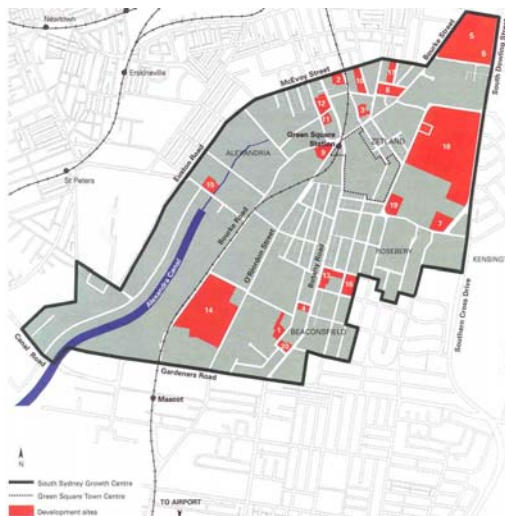 Newtown
Erskineville
St Peters
Bourke Street
South Dowling Street
McEvoy Street
5
6
2
10
8
12
11
3
9
Green Square
Station
ZETLAND
ALEXANDRIA
Euston Road
18
15
19
7
Bourke Road
O'Riordan Street
Botany Road
ROSEBERY
KENSINGT
Alexandra Canal
Southern Cross Drive
13
16
14
4
1
20
BEACONSFIELD
Canal Road
Gardeners Road
Mascot
N
South Sydney Growth Centre
Green Square Town Centre
Development sites
TO AIRPORT